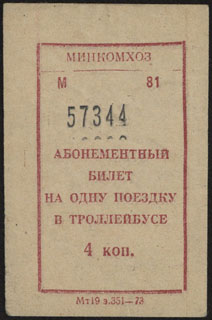 МИНКОМХОЗ
М 81
57344
АБОНЕМЕНТНЫЙ
БИЛЕТ
НА ОДНУ ПОЕЗДКУ
В ТРОЛЛЕЙБУСЕ
4 коп.
Мт19 з.351—73